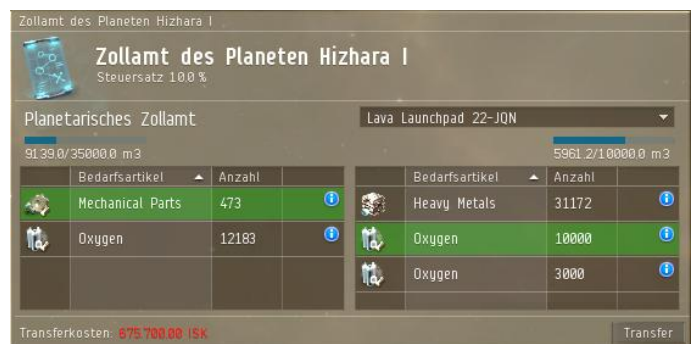 Zollamt des Planeten Hizhara I
Zollamt des Planeten Hizhara I
Steuersatz 10.0 %
Planetarisches Zollamt
Lava Launchpad 22-JQN
9139.0/35000.0 m3
5961.2/10000.0 m3
Bedarfsartikel Anzahl
Mechanical Parts 473
Oxygen 12183
Bedarfsartikel Anzahl
Heavy Metals 31172
Oxygen 10000
Oxygen 3000
Transferkosten: 675.700,00 ISK
Transfer